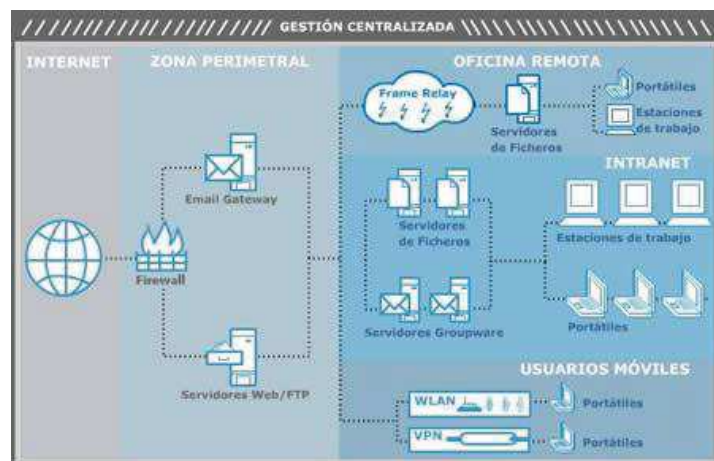 GESTIÓN CENTRALIZADA
INTERNET
ZONA PERIMETRAL
OFICINA REMOTA
Frame Relay
Servidores
de Ficheros
Portátiles
Estaciones
de trabajo
INTRANET
Email Gateway
Servidores
de Ficheros
Estaciones de trabajo
Firewall
Servidores Groupware
Portátiles
Servidores Web/FTP
USUARIOS MÓVILES
WLAN
Portátiles
VPN
Portátiles